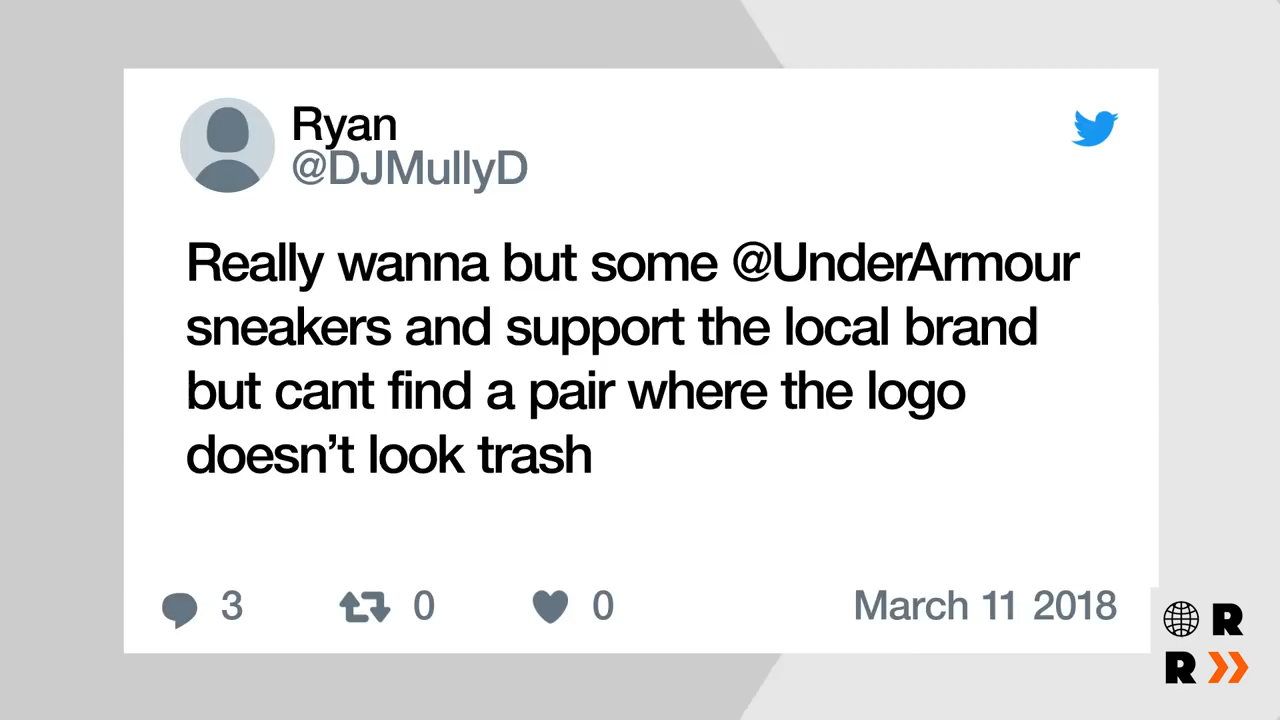 Ryan
@DJMullyD
Really wanna but some @UnderArmour
sneakers and support the local brand
but cant find a pair where the logo
doesn’t look trash
3 0 0 March 11 2018
R
R